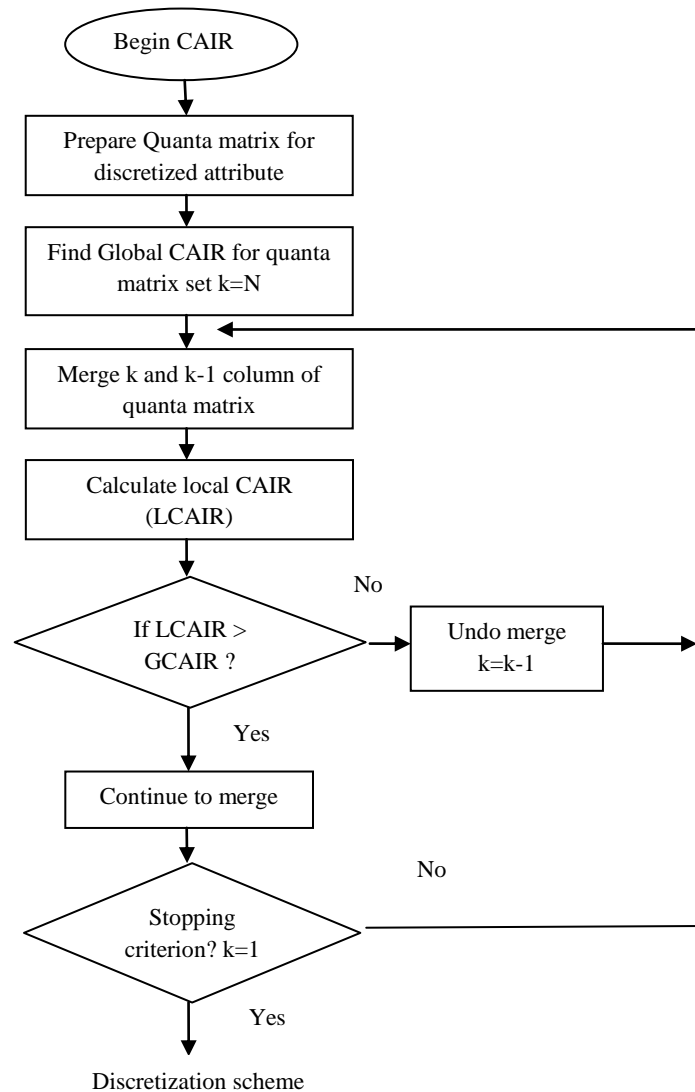 Begin CAIR
Prepare Quanta matrix for
discretized attribute
Find Global CAIR for quanta
matrix set k=N
Merge k and k-1 column of
quanta matrix
Calculate local CAIR
(LCAIR)
No
If LCAIR >
GCAIR ?
Undo merge
k=k-1
Yes
Continue to merge
No
Stopping
criterion? k=1
Yes
Discretization scheme